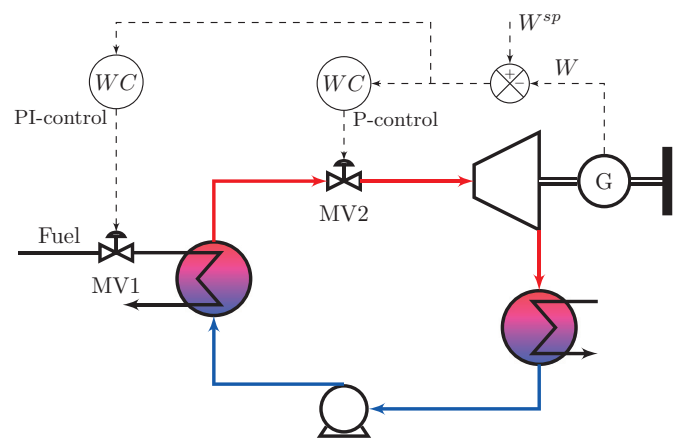 W^{sp}
WC
WC
+
−
W
PI-control
P-control
G
MV2
Fuel
MV1